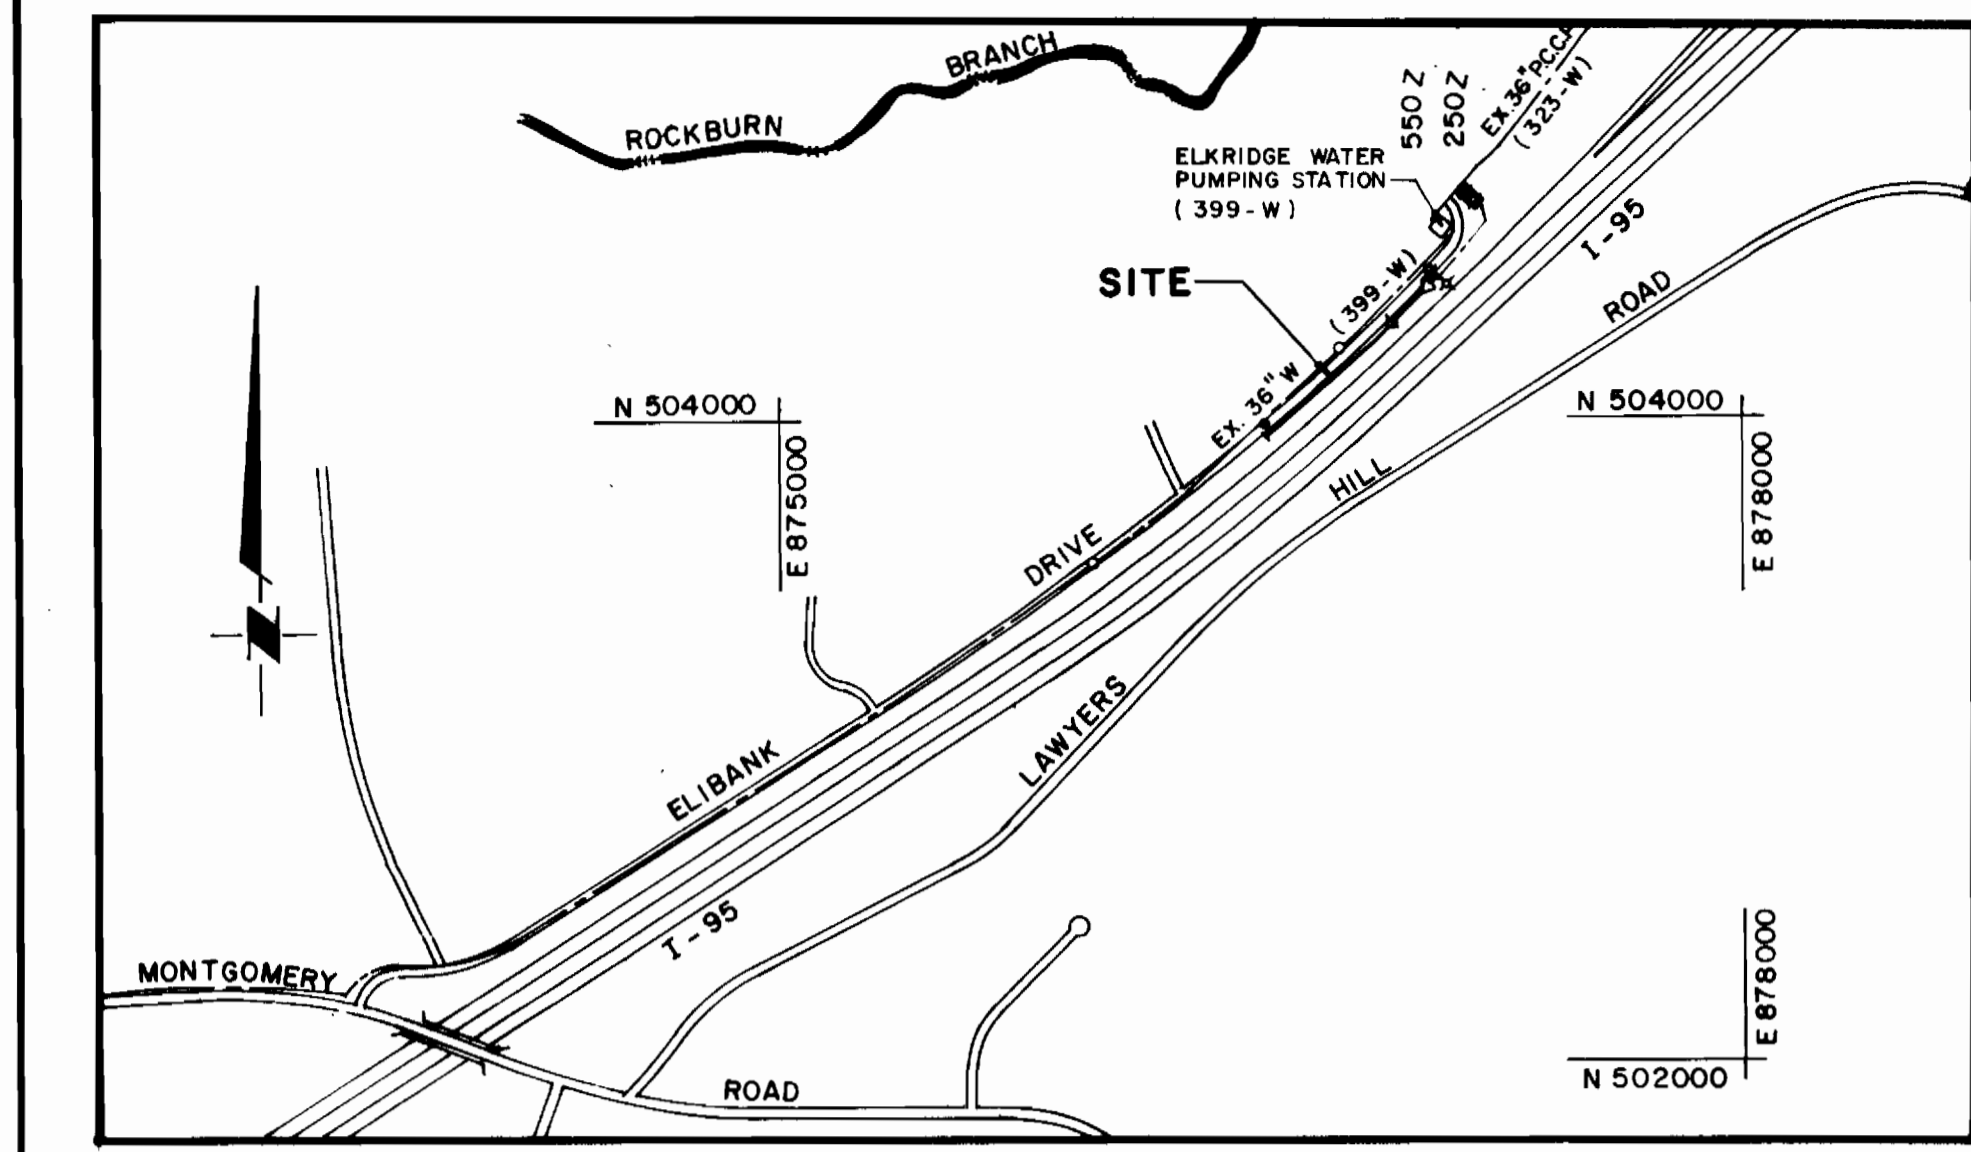 BRANCH
ROCKBURN
550 Z
250 Z
EX. 36" P.C.C.P.
(323-W)
ELKRIDGE WATER
PUMPING STATION
(399-W)
I-95
SITE
(399-W)
ROAD
EX. 36" W
N 504000
E 875000
N 504000
E 878000
HILL
DRIVE
N
LAWYERS
ELIBANK
I-95
MONTGOMERY
ROAD
E 878000
N 502000